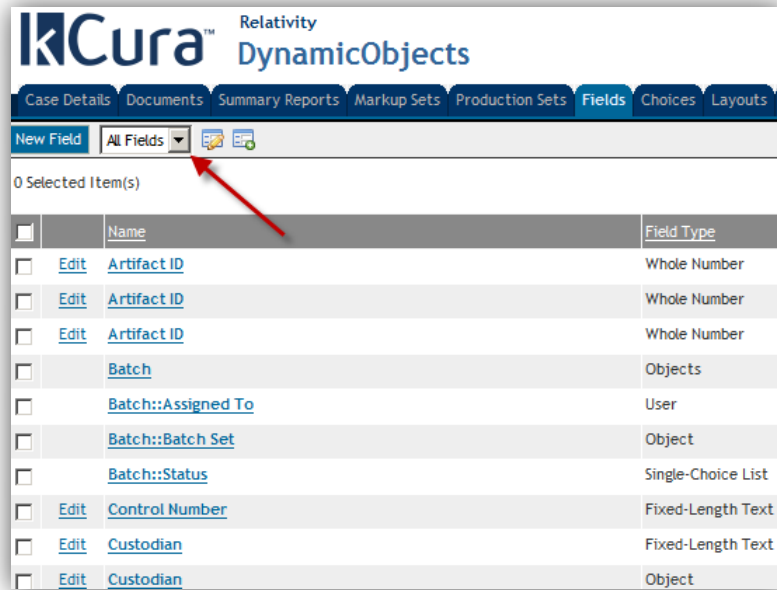 kCura™ Relativity
DynamicObjects
Case Details Documents Summary Reports Markup Sets Production Sets Fields Choices Layouts
New Field All Fields
0 Selected Item(s)
Name Field Type
Edit Artifact ID Whole Number
Edit Artifact ID Whole Number
Edit Artifact ID Whole Number
Batch Objects
Batch::Assigned To User
Batch::Batch Set Object
Batch::Status Single-Choice List
Edit Control Number Fixed-Length Text
Edit Custodian Fixed-Length Text
Edit Custodian Object